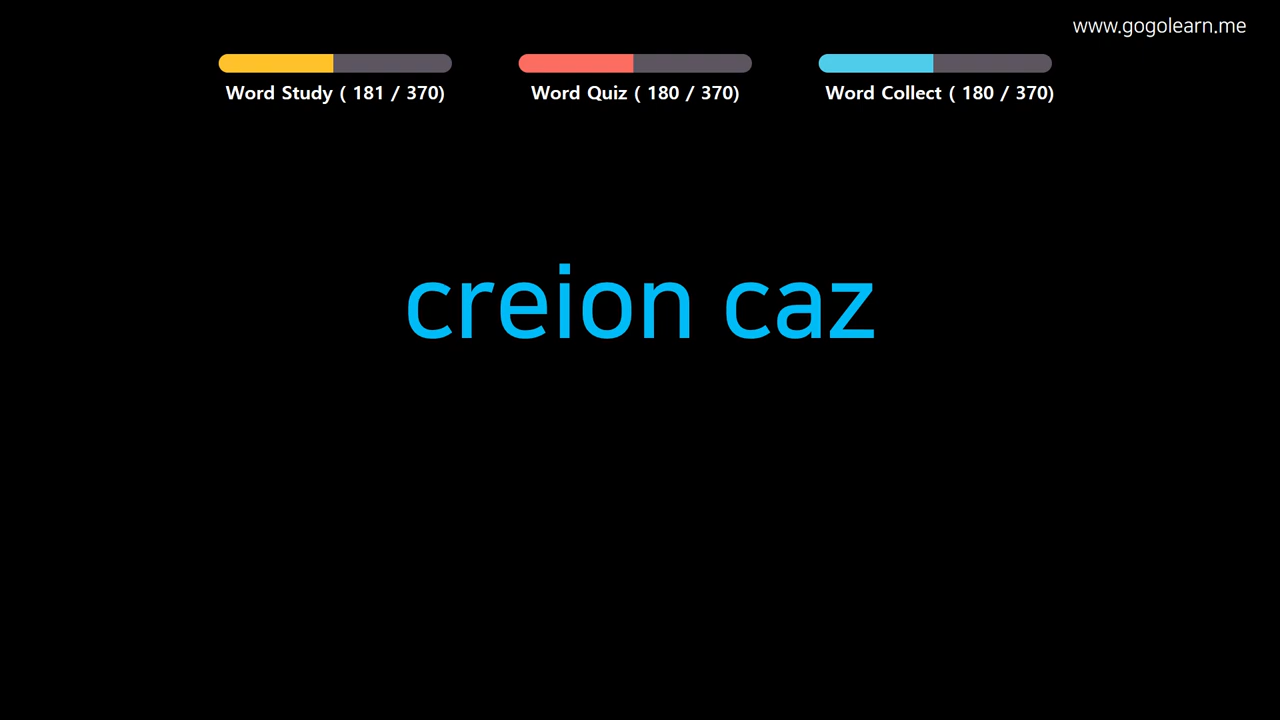 www.gogolearn.me
Word Study ( 181 / 370)
Word Quiz ( 180 / 370)
Word Collect ( 180 / 370)
creion caz